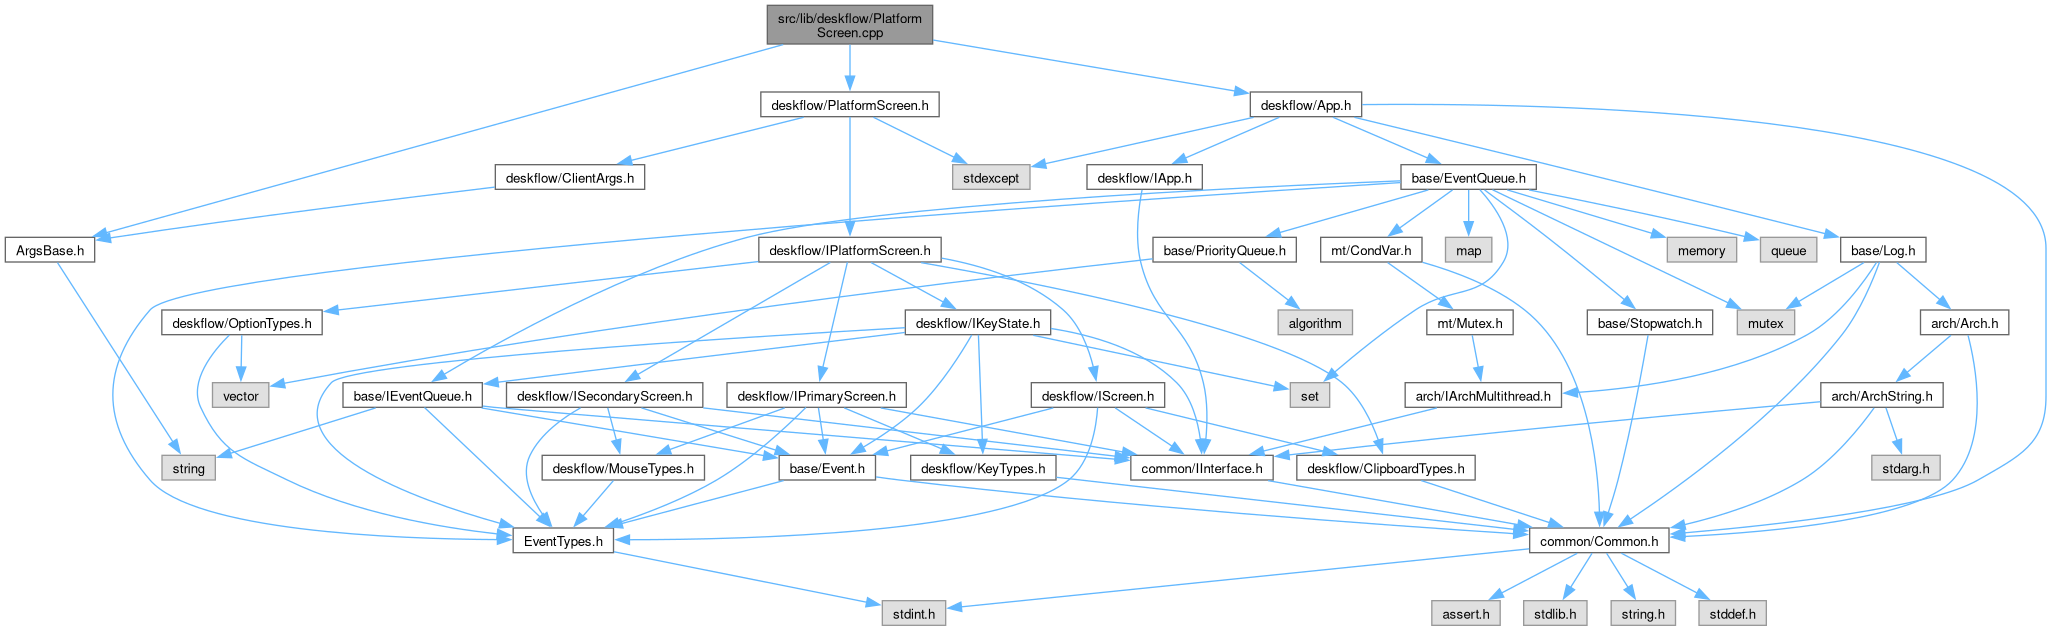 src/lib/deskflow/Platform
Screen.cpp
deskflow/PlatformScreen.h
deskflow/App.h
deskflow/ClientArgs.h
stdexcept
deskflow/IApp.h
base/EventQueue.h
ArgsBase.h
deskflow/IPlatformScreen.h
base/PriorityQueue.h
mt/CondVar.h
map
memory
queue
base/Log.h
deskflow/OptionTypes.h
deskflow/IKeyState.h
algorithm
mt/Mutex.h
base/Stopwatch.h
mutex
arch/Arch.h
vector
base/IEventQueue.h
deskflow/ISecondaryScreen.h
deskflow/IPrimaryScreen.h
deskflow/IScreen.h
set
arch/IArchMultithread.h
arch/ArchString.h
string
deskflow/MouseTypes.h
base/Event.h
deskflow/KeyTypes.h
common/IInterface.h
deskflow/ClipboardTypes.h
stdarg.h
EventTypes.h
common/Common.h
stdint.h
assert.h
stdlib.h
string.h
stddef.h